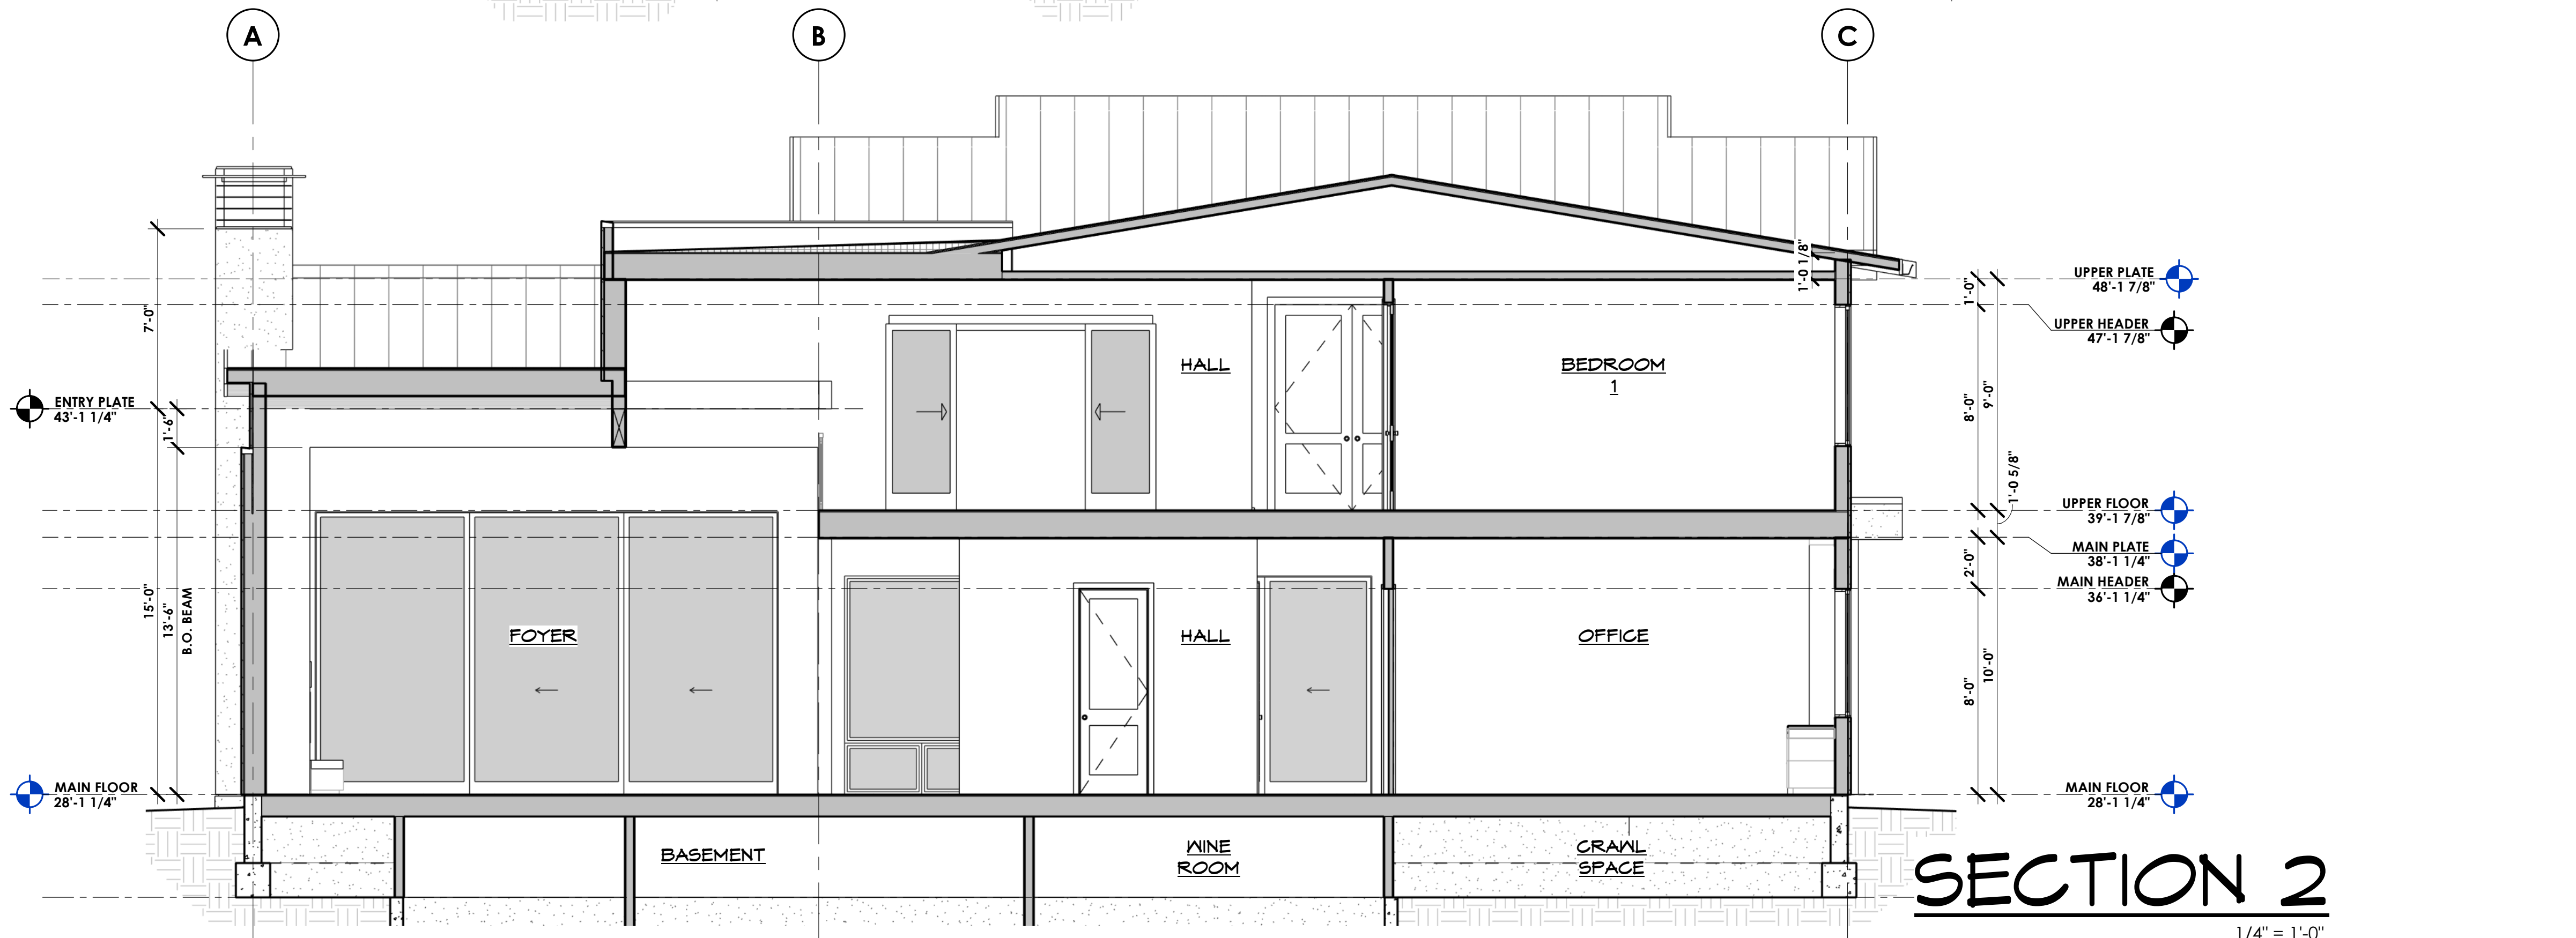 A
B
C
1'-0 1/8"
UPPER PLATE
48'-1 7/8"
1'-0"
7'-0"
UPPER HEADER
47'-1 7/8"
HALL
BEDROOM
1
ENTRY PLATE
43'-1 1/4"
1'-6"
8'-0"
9'-0"
1'-0 5/8"
UPPER FLOOR
39'-1 7/8"
MAIN PLATE
38'-1 1/4"
2'-0"
MAIN HEADER
36'-1 1/4"
15'-0"
13'-6"
B.O. BEAM
FOYER
HALL
OFFICE
8'-0"
10'-0"
MAIN FLOOR
28'-1 1/4"
MAIN FLOOR
28'-1 1/4"
BASEMENT
WINE
ROOM
CRAWL
SPACE
SECTION 2
1/4" = 1'-0"